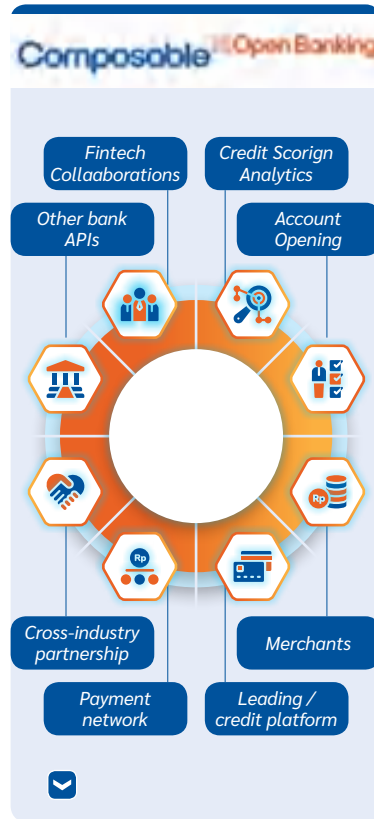 Composable Open Banking
Fintech
Collaaborations
Credit Scorign
Analytics
Other bank
APIs
Account
Opening
Rp
Rp
Cross-industry
partnership
Merchants
Payment
network
Leading /
credit platform